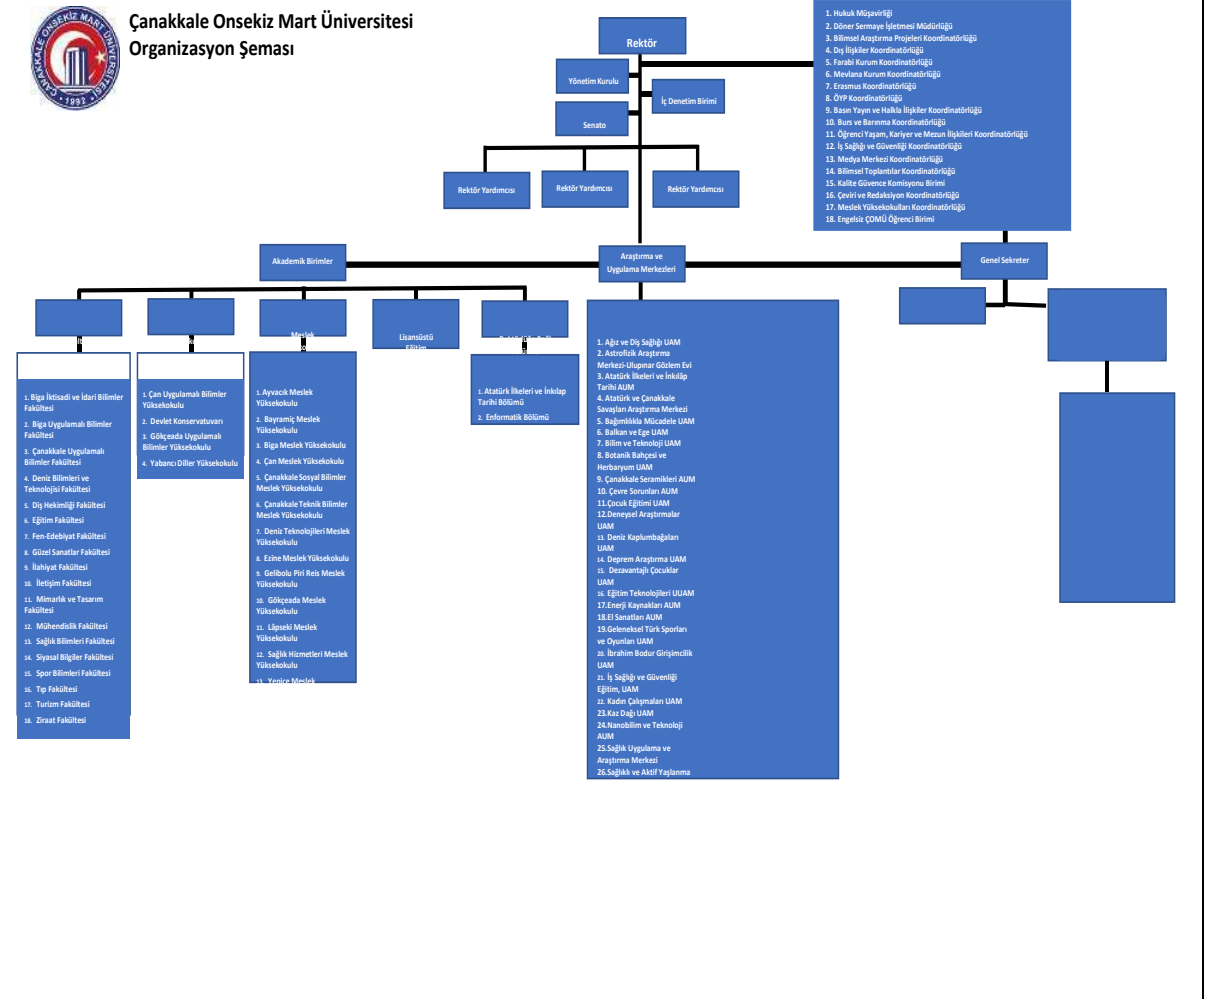 Çanakkale Onsekiz Mart Üniversitesi
Organizasyon Şeması
ÇANAKKALE ONSEKİZ MART ÜNİVERSİTESİ
1992
Rektör
Yönetim Kurulu
İç Denetim Birimi
Senato
Rektör Yardımcısı
Rektör Yardımcısı
Rektör Yardımcısı
1. Hukuk Müşavirliği
2. Döner Sermaye İşletmesi Müdürlüğü
3. Bilimsel Araştırma Projeleri Koordinatörlüğü
4. Dış İlişkiler Koordinatörlüğü
5. Farabi Kurum Koordinatörlüğü
6. Mevlana Kurum Koordinatörlüğü
7. Erasmus Koordinatörlüğü
8. ÖYP Koordinatörlüğü
9. Basın Yayın ve Halkla İlişkiler Koordinatörlüğü
10. Burs ve Barınma Koordinatörlüğü
11. Öğrenci Yaşam, Kariyer ve Mezun İlişkileri Koordinatörlüğü
12. İş Sağlığı ve Güvenliği Koordinatörlüğü
13. Medya Merkezi Koordinatörlüğü
14. Bilimsel Toplantılar Koordinatörlüğü
15. Kalite Güvence Komisyonu Birimi
16. Çeviri ve Redaksiyon Koordinatörlüğü
17. Meslek Yüksekokulları Koordinatörlüğü
18. Engelsiz ÇOMÜ Öğrenci Birimi
Akademik Birimler
Araştırma ve
Uygulama Merkezleri
Genel Sekreter
Meslek
Lisansüstü
Eğitim
1. Biga İktisadi ve İdari Bilimler
Fakültesi
2. Biga Uygulamalı Bilimler
Fakültesi
3. Çanakkale Uygulamalı
Bilimler Fakültesi
4. Deniz Bilimleri ve
Teknolojisi Fakültesi
5. Diş Hekimliği Fakültesi
6. Eğitim Fakültesi
7. Fen-Edebiyat Fakültesi
8. Güzel Sanatlar Fakültesi
9. İlahiyat Fakültesi
10. İletişim Fakültesi
11. Mimarlık ve Tasarım
Fakültesi
12. Mühendislik Fakültesi
13. Sağlık Bilimleri Fakültesi
14. Siyasal Bilgiler Fakültesi
15. Spor Bilimleri Fakültesi
16. Tıp Fakültesi
17. Turizm Fakültesi
18. Ziraat Fakültesi
1. Çan Uygulamalı Bilimler
Yüksekokulu
2. Devlet Konservatuvarı
3. Gökçeada Uygulamalı
Bilimler Yüksekokulu
4. Yabancı Diller Yüksekokulu
1. Ayvacık Meslek
Yüksekokulu
2. Bayramiç Meslek
Yüksekokulu
3. Biga Meslek Yüksekokulu
4. Çan Meslek Yüksekokulu
5. Çanakkale Sosyal Bilimler
Meslek Yüksekokulu
6. Çanakkale Teknik Bilimler
Meslek Yüksekokulu
7. Deniz Teknolojileri Meslek
Yüksekokulu
8. Ezine Meslek Yüksekokulu
9. Gelibolu Piri Reis Meslek
Yüksekokulu
10. Gökçeada Meslek
Yüksekokulu
11. Lâpseki Meslek
Yüksekokulu
12. Sağlık Hizmetleri Meslek
Yüksekokulu
13. Yenice Meslek
1. Atatürk İlkeleri ve İnkılap
Tarihi Bölümü
2. Enformatik Bölümü
1. Ağız ve Diş Sağlığı UAM
2. Astrofizik Araştırma
Merkezi-Ulupınar Gözlem Evi
3. Atatürk İlkeleri ve İnkılâp
Tarihi AUM
4. Atatürk ve Çanakkale
Savaşları Araştırma Merkezi
5. Bağımlılıkla Mücadele UAM
6. Balkan ve Ege UAM
7. Bilim ve Teknoloji UAM
8. Botanik Bahçesi ve
Herbaryum UAM
9. Çanakkale Seramikleri AUM
10. Çevre Sorunları AUM
11.Çocuk Eğitimi UAM
12.Deneysel Araştırmalar
UAM
13. Deniz Kaplumbağaları
UAM
14. Deprem Araştırma UAM
15. Dezavantajlı Çocuklar
UAM
16. Eğitim Teknolojileri UUAM
17.Enerji Kaynakları AUM
18.El Sanatları AUM
19.Geleneksel Türk Sporları
ve Oyunları UAM
20. İbrahim Bodur Girişimcilik
UAM
21. İş Sağlığı ve Güvenliği
Eğitim, UAM
22. Kadın Çalışmaları UAM
23.Kaz Dağı UAM
24.Nanobilim ve Teknoloji
AUM
25.Sağlık Uygulama ve
Araştırma Merkezi
26.Sağlıklı ve Aktif Yaşlanma